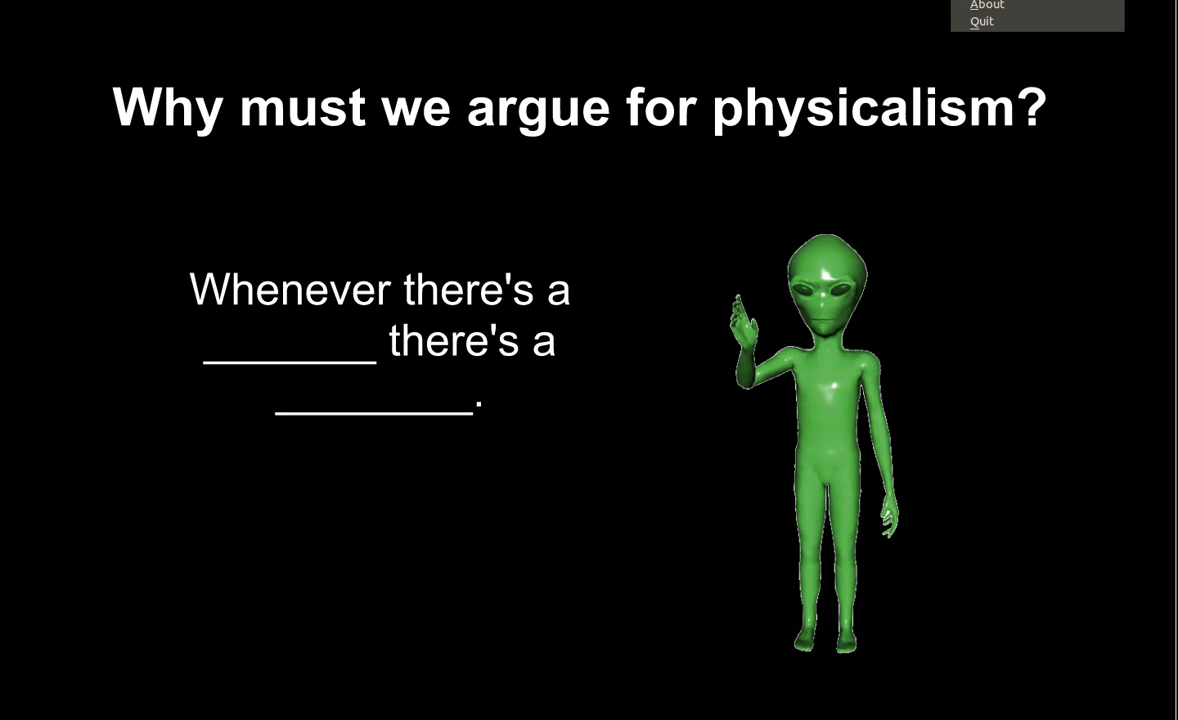 About
Quit
Why must we argue for physicalism?
Whenever there's a
_______ there's a
________.